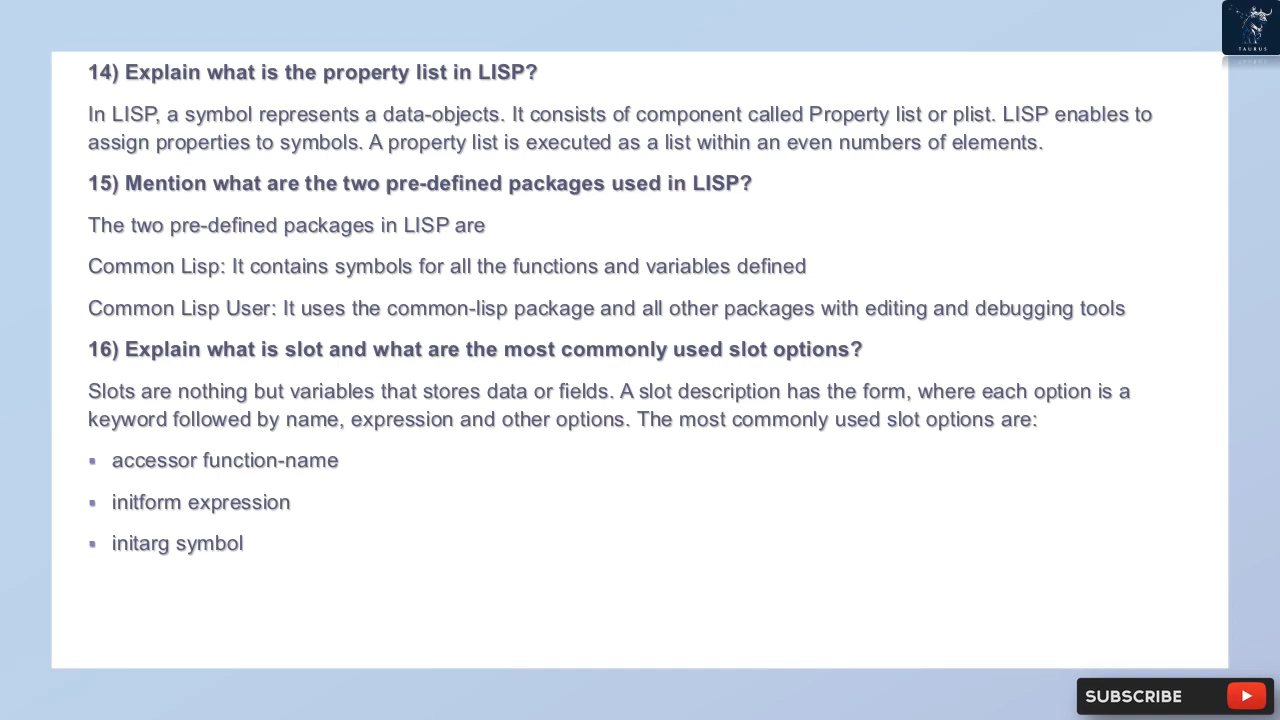 TAURUS
14) Explain what is the property list in LISP?
In LISP, a symbol represents a data-objects. It consists of component called Property list or plist. LISP enables to
assign properties to symbols. A property list is executed as a list within an even numbers of elements.
15) Mention what are the two pre-defined packages used in LISP?
The two pre-defined packages in LISP are
Common Lisp: It contains symbols for all the functions and variables defined
Common Lisp User: It uses the common-lisp package and all other packages with editing and debugging tools
16) Explain what is slot and what are the most commonly used slot options?
Slots are nothing but variables that stores data or fields. A slot description has the form, where each option is a
keyword followed by name, expression and other options. The most commonly used slot options are:
▪ accessor function-name
▪ initform expression
▪ initarg symbol
SUBSCRIBE